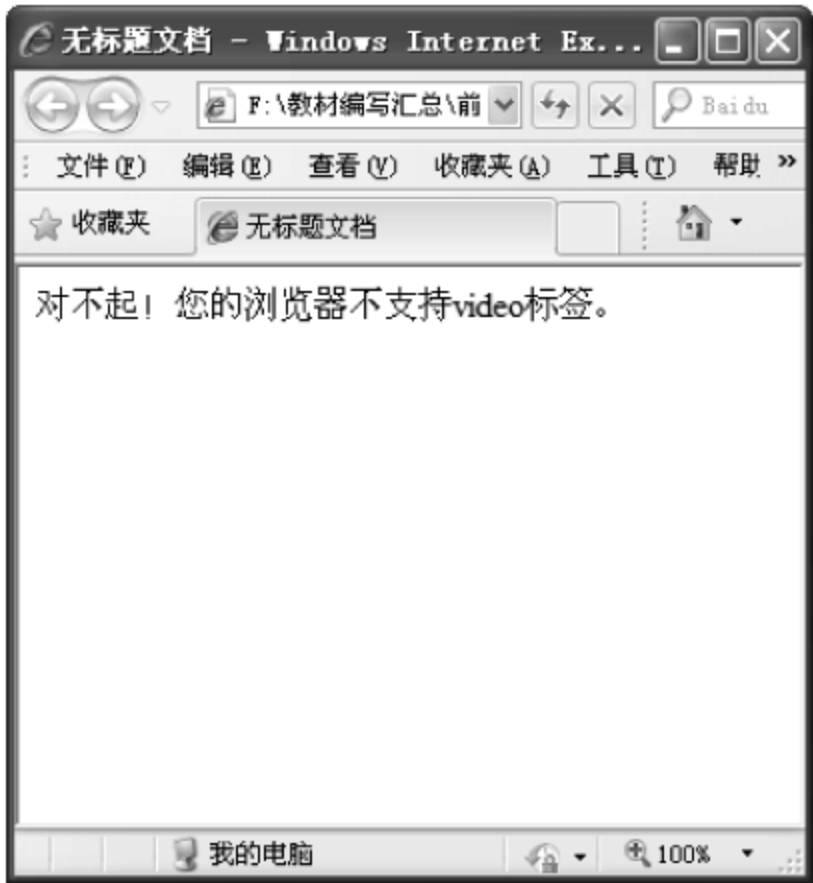 无标题文档 - Windows Internet Ex...
F:\教材编写汇总\前 Baidu
文件(F) 编辑(E) 查看(V) 收藏夹(A) 工具(T) 帮助 »
收藏夹 无标题文档
对不起！您的浏览器不支持video标签。
我的电脑 100%